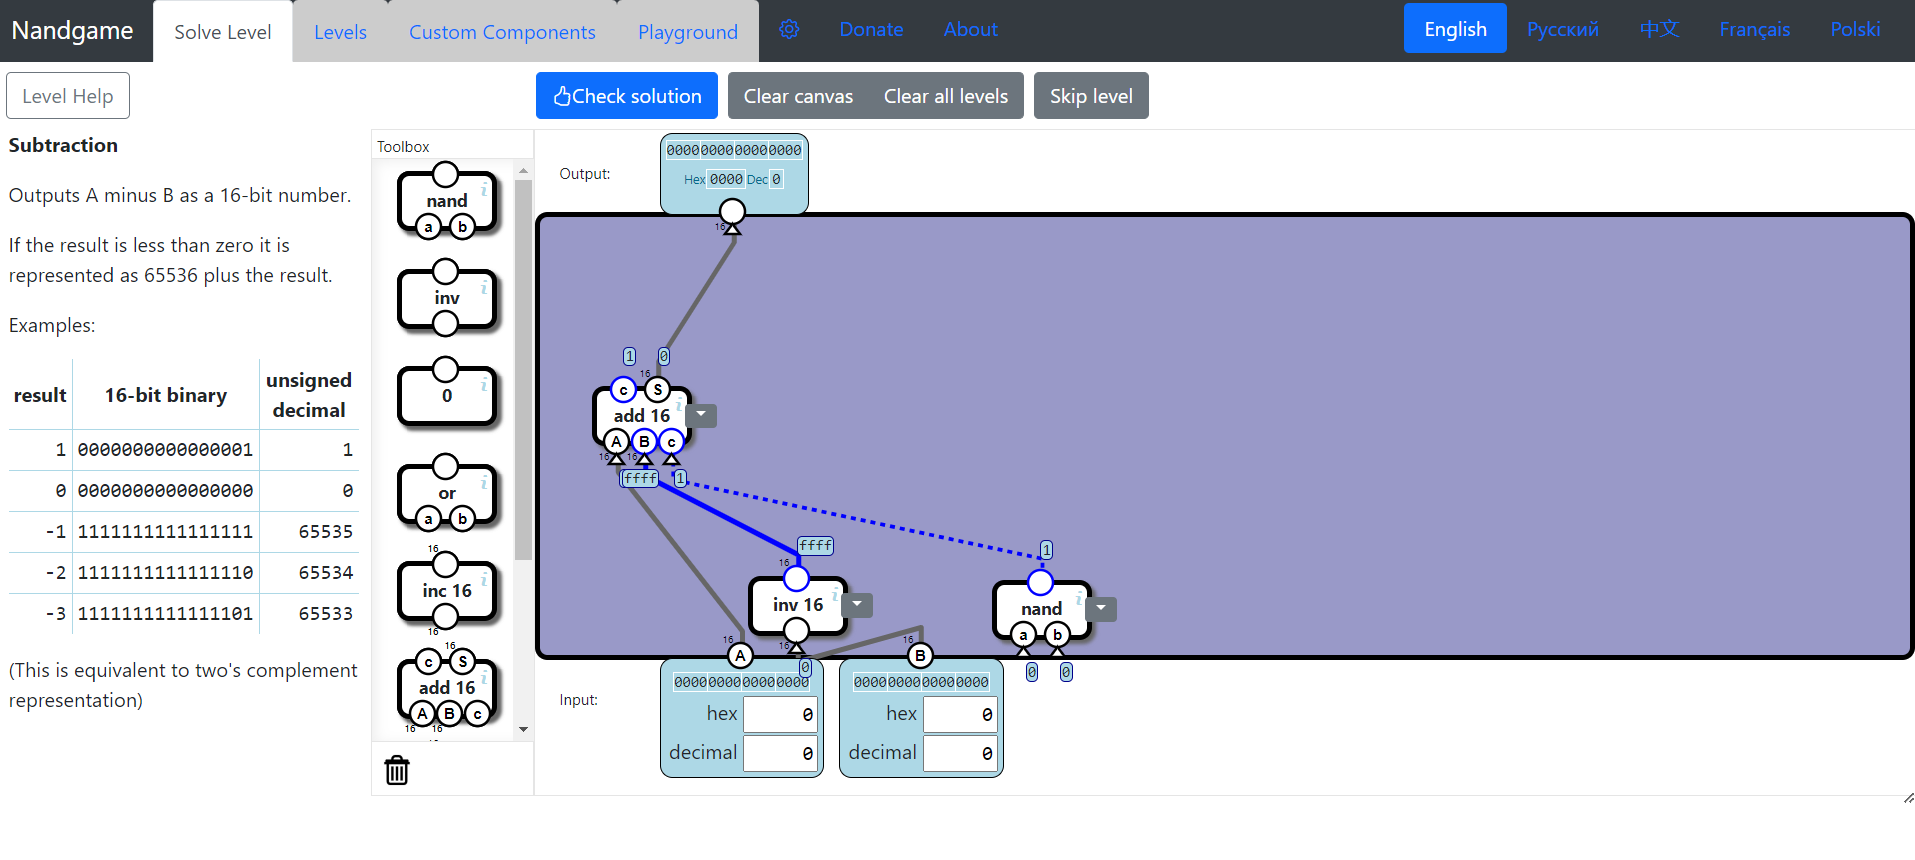 Nandgame
Solve Level
Levels
Custom Components
Playground
Donate
About
English
Русский
中文
Français
Polski
Level Help
Check solution
Clear canvas
Clear all levels
Skip level
Subtraction
Outputs A minus B as a 16-bit number.
If the result is less than zero it is
represented as 65536 plus the result.
Examples:
result 16-bit binary unsigned decimal
1 0000000000000001 1
0 0000000000000000 0
-1 1111111111111111 65535
-2 1111111111111110 65534
-3 1111111111111101 65533
(This is equivalent to two's complement
representation)
Toolbox
nand
i
a b
inv
i
0
i
or
i
a b
16
inc 16
i
16
16
c S
add 16
i
A B c
16 16
Output:
0000000000000000
Hex 0000 Dec 0
16
1 0
16
c S
add 16
i
A B c
16 16
ffff 1
ffff
16
inv 16
i
16
1
nand
i
a b
0 0
16
A
0
16
B
Input:
0000000000000000
hex 0
decimal 0
0000000000000000
hex 0
decimal 0